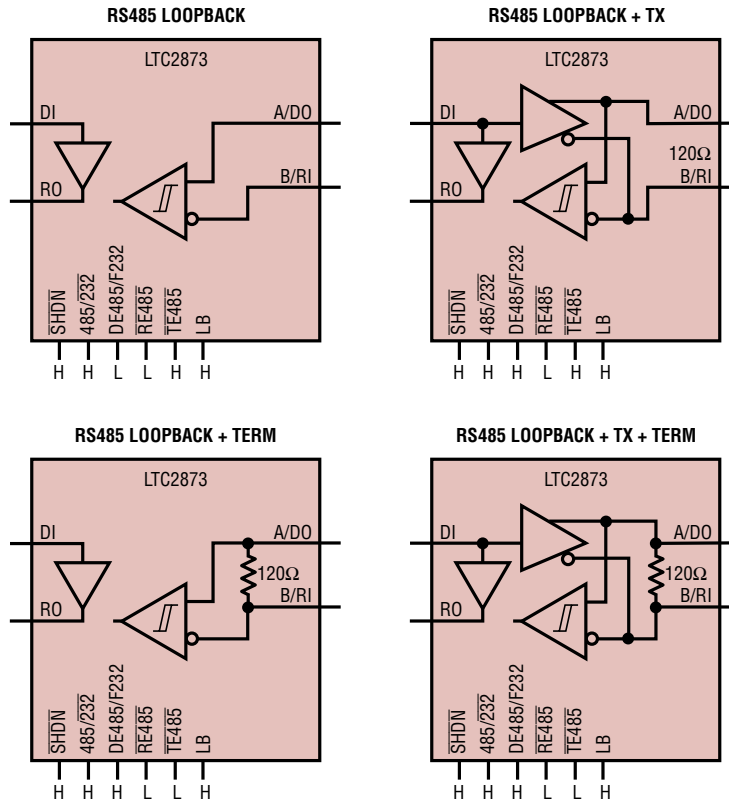 RS485 LOOPBACK
LTC2873
DI
A/DO
RO
B/RI
SHDN
485/232
DE485/F232
RE485
TE485
LB
H H L L H H
RS485 LOOPBACK + TX
LTC2873
DI
A/DO
120Ω
RO
B/RI
SHDN
485/232
DE485/F232
RE485
TE485
LB
H H H L H H
RS485 LOOPBACK + TERM
LTC2873
DI
A/DO
120Ω
RO
B/RI
SHDN
485/232
DE485/F232
RE485
TE485
LB
H H H L L H
RS485 LOOPBACK + TX + TERM
LTC2873
DI
A/DO
120Ω
RO
B/RI
SHDN
485/232
DE485/F232
RE485
TE485
LB
H H H L L H